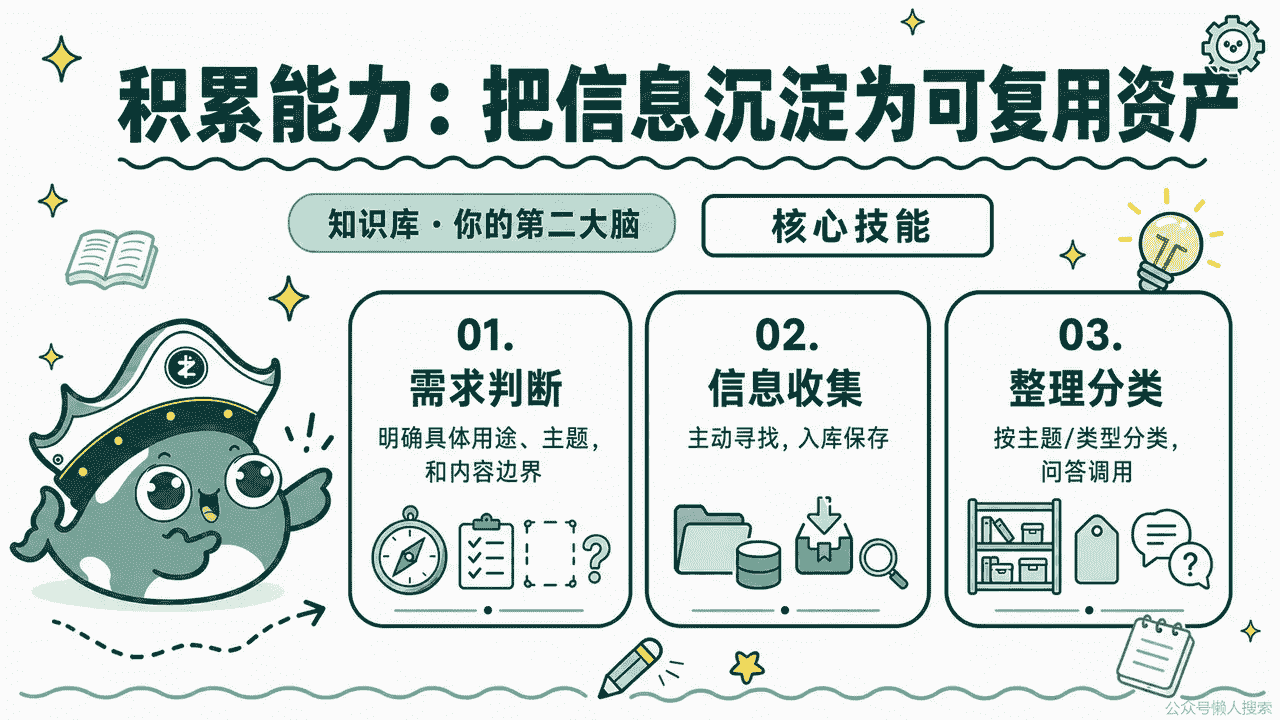 积累能力：把信息沉淀为可复用资产
知识库·你的第二大脑
核心技能
01.
需求判断
明确具体用途、主题，
和内容边界
02.
信息收集
主动寻找，入库保存
03.
整理分类
按主题/类型分类，
问答调用
公众号懒人搜索